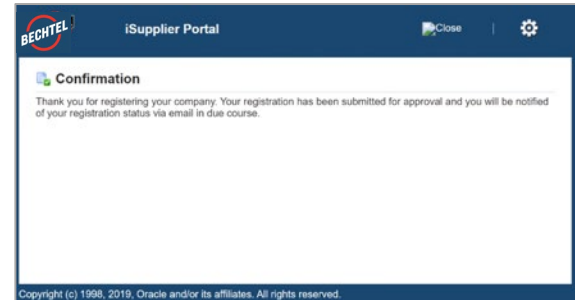 BECHTEL iSupplier Portal Close
Confirmation
Thank you for registering your company. Your registration has been submitted for approval and you will be notified
of your registration status via email in due course.
Copyright (c) 1998, 2019, Oracle and/or its affiliates. All rights reserved.